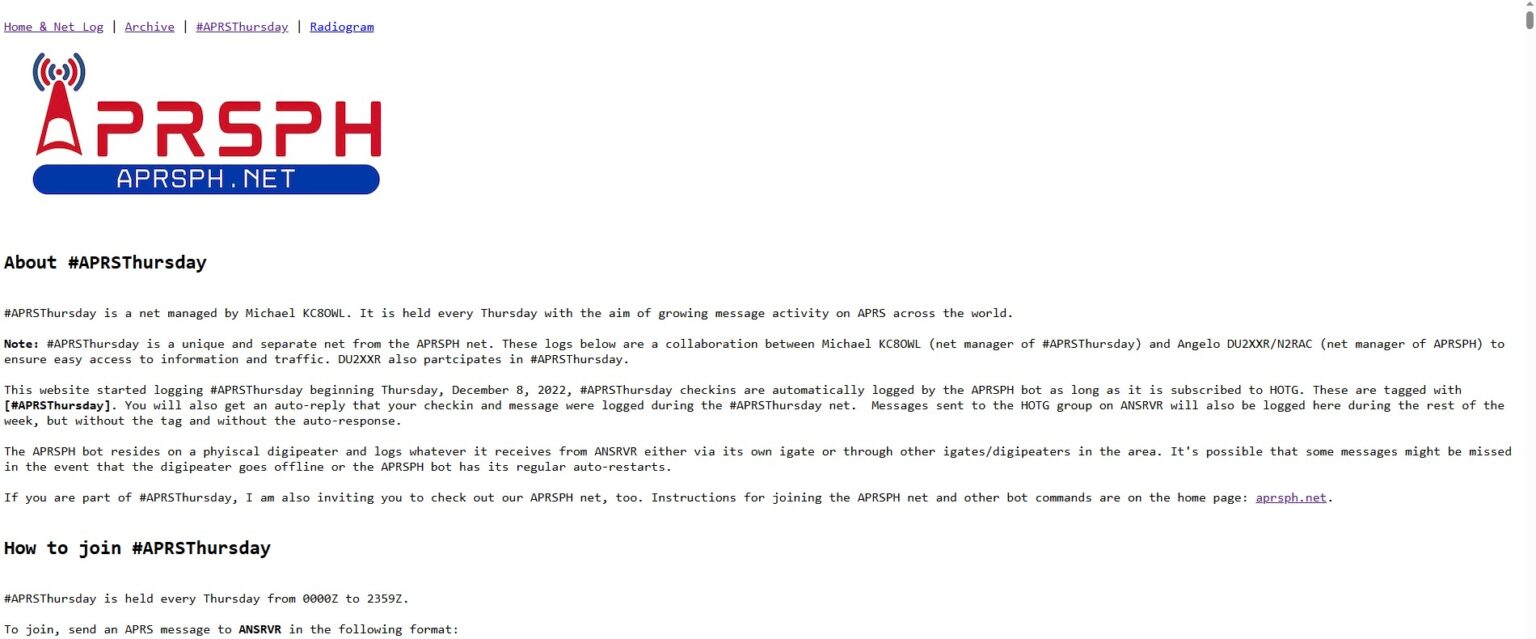 Home & Net Log | Archive | #APRSThursday | Radiogram
APRSPH
APRSPH.NET
About #APRSThursday
#APRSThursday is a net managed by Michael KC8OWL. It is held every Thursday with the aim of growing message activity on APRS across the world.
Note: #APRSThursday is a unique and separate net from the APRSPH net. These logs below are a collaboration between Michael KC8OWL (net manager of #APRSThursday) and Angelo DU2XXR/N2RAC (net manager of APRSPH) to
ensure easy access to information and traffic. DU2XXR also partcipates in #APRSThursday.
This website started logging #APRSThursday beginning Thursday, December 8, 2022, #APRSThursday checkins are automatically logged by the APRSPH bot as long as it is subscribed to HOTG. These are tagged with
[#APRSThursday]. You will also get an auto-reply that your checkin and message were logged during the #APRSThursday net.  Messages sent to the HOTG group on ANSRVR will also be logged here during the rest of the
week, but without the tag and without the auto-response.
The APRSPH bot resides on a phyiscal digipeater and logs whatever it receives from ANSRVR either via its own igate or through other igates/digipeaters in the area. It's possible that some messages might be missed
in the event that the digipeater goes offline or the APRSPH bot has its regular auto-restarts.
If you are part of #APRSThursday, I am also inviting you to check out our APRSPH net, too. Instructions for joining the APRSPH net and other bot commands are on the home page: aprsph.net.
How to join #APRSThursday
#APRSThursday is held every Thursday from 0000Z to 2359Z.
To join, send an APRS message to ANSRVR in the following format: